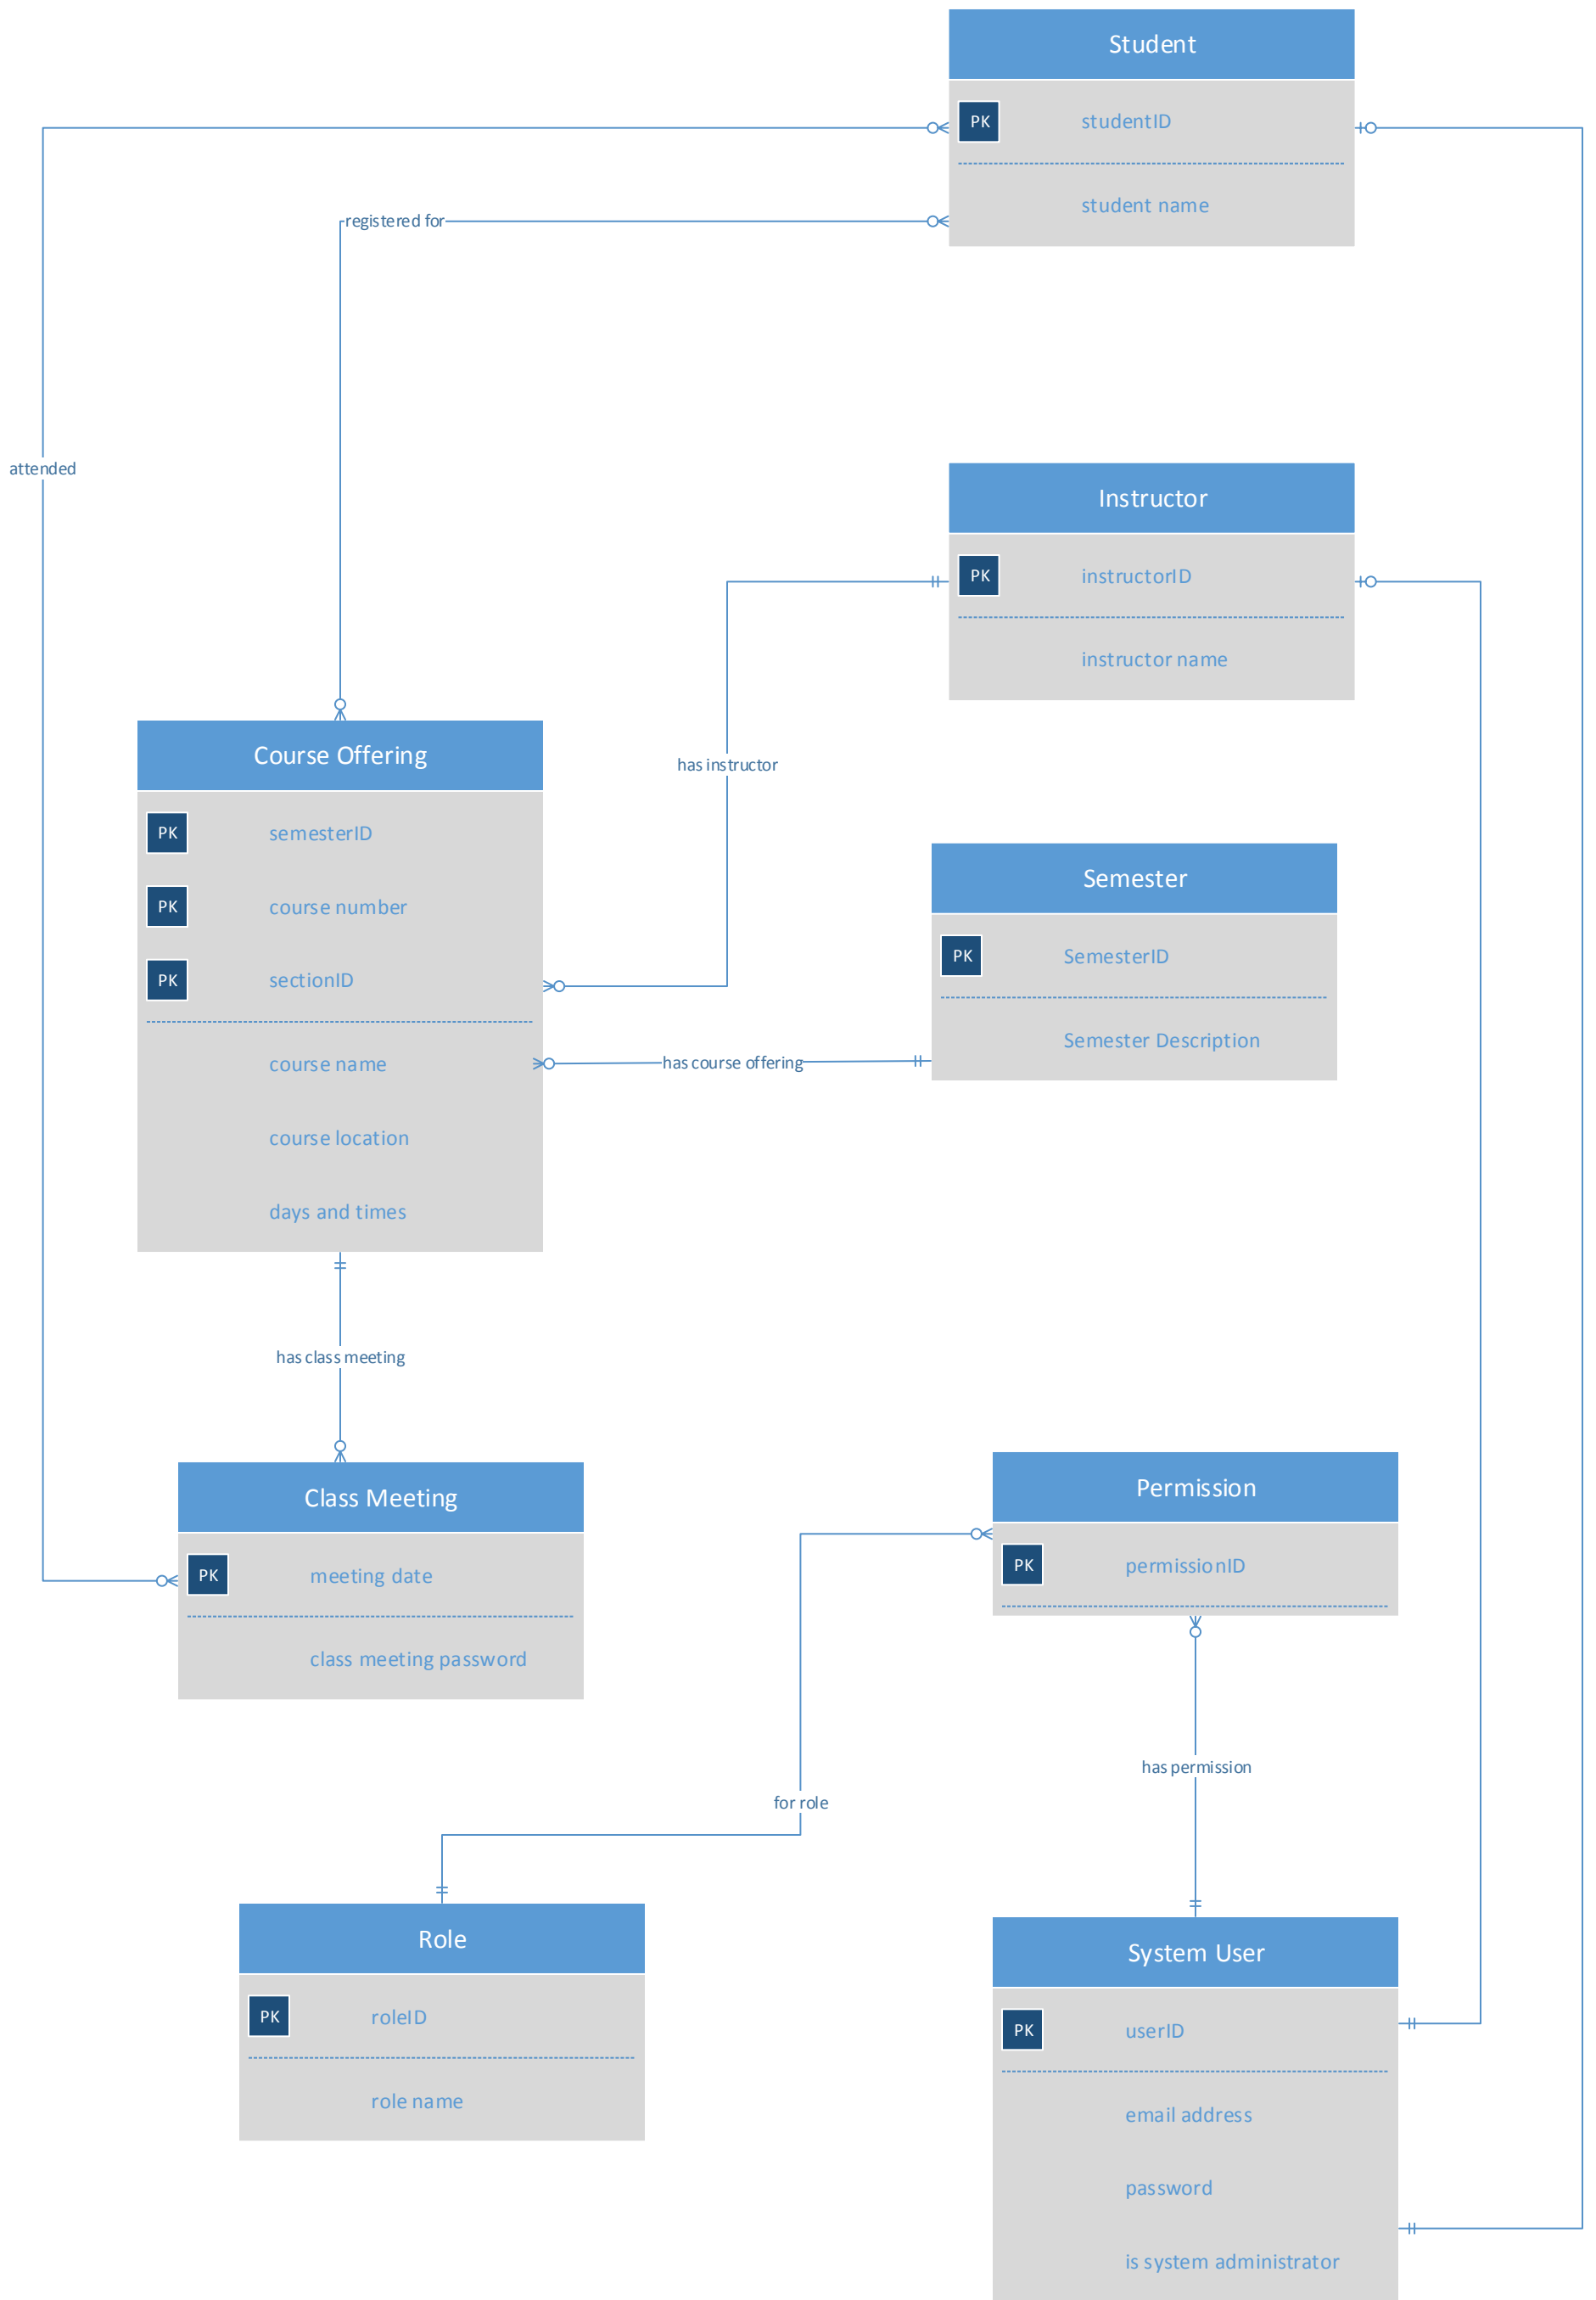 Student
PK studentID
student name
registered for
attended
Instructor
PK instructorID
instructor name
Course Offering
PK semesterID
PK course number
PK sectionID
course name
course location
days and times
has instructor
Semester
PK SemesterID
Semester Description
has course offering
has class meeting
Class Meeting
PK meeting date
class meeting password
Permission
PK permissionID
has permission
for role
Role
PK roleID
role name
System User
PK userID
email address
password
is system administrator